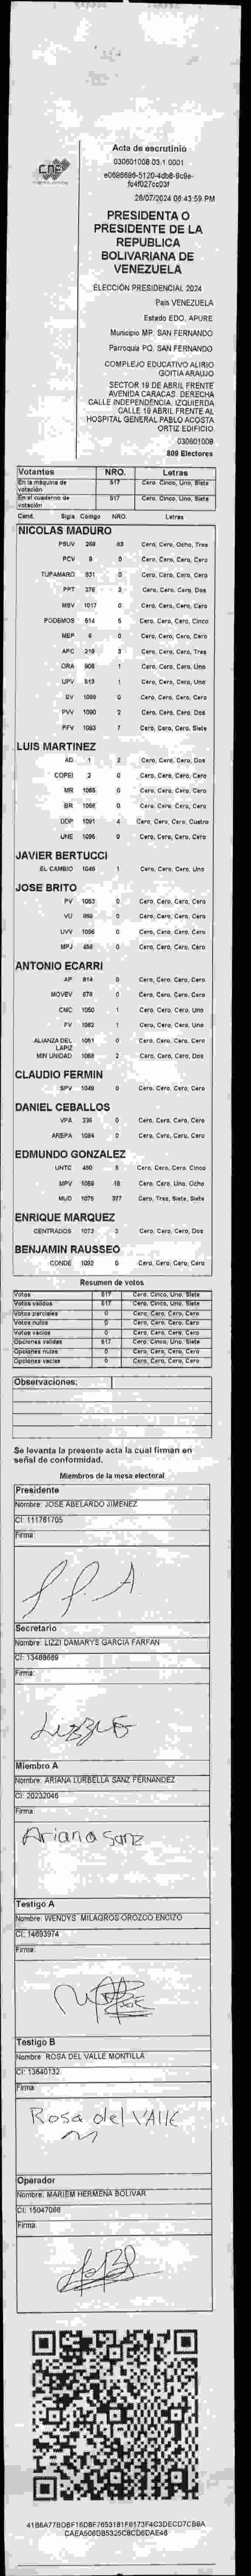 CNE
Acta de escrutinio
030601008.03.1.0001
28/07/2024 06:43:59 PM
PRESIDENTA O
PRESIDENTE DE LA
REPUBLICA
BOLIVARIANA DE
VENEZUELA
ELECCIÓN PRESIDENCIAL 2024
País VENEZUELA
Estado EDO. APURE
Municipio MP. SAN FERNANDO
Parroquia PQ. SAN FERNANDO
COMPLEJO EDUCATIVO ALIRIO
GOITIA ARAUJO
SECTOR 19 DE ABRIL FRENTE
AVENIDA CARACAS. DERECHA
CALLE INDEPENDENCIA. IZQUIERDA
CALLE 19 ABRIL FRENTE AL
HOSPITAL GENERAL PABLO ACOSTA
ORTIZ EDIFICIO.
030601008
809 Electores
Votantes NRO. Letras
En la máquina de votación 517 Cero, Cinco, Uno, Siete
En el cuaderno de votación 517 Cero, Cinco, Uno, Siete
Cand. Sigla Código NRO. Letras
NICOLAS MADURO
PSUV 269 83 Cero, Cero, Ocho, Tres
PCV 9 0 Cero, Cero, Cero, Cero
TUPAMARO 931 0 Cero, Cero, Cero, Cero
PPT 276 2 Cero, Cero, Cero, Dos
MSV 1017 0 Cero, Cero, Cero, Cero
PODEMOS 514 5 Cero, Cero, Cero, Cinco
MEP 6 0 Cero, Cero, Cero, Cero
APC 219 3 Cero, Cero, Cero, Tres
ORA 906 1 Cero, Cero, Cero, Uno
UPV 513 1 Cero, Cero, Cero, Uno
EV 1089 0 Cero, Cero, Cero, Cero
PVV 1090 2 Cero, Cero, Cero, Dos
PFV 1093 7 Cero, Cero, Cero, Siete
LUIS MARTINEZ
AD 1 2 Cero, Cero, Cero, Dos
COPEI 2 0 Cero, Cero, Cero, Cero
MR 1065 0 Cero, Cero, Cero, Cero
BR 1066 0 Cero, Cero, Cero, Cero
DDP 1091 4 Cero, Cero, Cero, Cuatro
UNE 1095 0 Cero, Cero, Cero, Cero
JAVIER BERTUCCI
EL CAMBIO 1048 1 Cero, Cero, Cero, Uno
JOSE BRITO
PV 1053 0 Cero, Cero, Cero, Cero
VU 0 Cero, Cero, Cero, Cero
UVV 1096 0 Cero, Cero, Cero, Cero
MPJ 458 0 Cero, Cero, Cero, Cero
ANTONIO ECARRI
AP 814 0 Cero, Cero, Cero, Cero
MOVEV 878 0 Cero, Cero, Cero, Cero
CMC 1050 1 Cero, Cero, Cero, Uno
FV 1062 1 Cero, Cero, Cero, Uno
ALIANZA DEL LAPIZ 1051 0 Cero, Cero, Cero, Cero
MIN UNIDAD 1068 2 Cero, Cero, Cero, Dos
CLAUDIO FERMIN
SPV 1049 0 Cero, Cero, Cero, Cero
DANIEL CEBALLOS
VPA 236 0 Cero, Cero, Cero, Cero
AREPA 1094 0 Cero, Cero, Cero, Cero
EDMUNDO GONZALEZ
UNTC 460 5 Cero, Cero, Cero, Cinco
MPV 1069 18 Cero, Cero, Uno, Ocho
MUD 1075 377 Cero, Tres, Siete, Siete
ENRIQUE MARQUEZ
CENTRADOS 1073 Cero, Cero, Cero, Dos
BENJAMIN RAUSSEO
CONDE 1092 0 Cero, Cero, Cero, Cero
Resumen de votos
Votos 517 Cero, Cinco, Uno, Siete
Votos válidos 517 Cero, Cinco, Uno, Siete
Votos parciales 0 Cero, Cero, Cero, Cero
Votos nulos 0 Cero, Cero, Cero, Cero
Votos vacíos 0 Cero, Cero, Cero, Cero
Opciones válidas 517 Cero, Cinco, Uno, Siete
Opciones nulas 0 Cero, Cero, Cero, Cero
Opciones vacías 0 Cero, Cero, Cero, Cero
Observaciones:
Se levanta la presente acta la cual firman en
señal de conformidad.
Miembros de la mesa electoral
Presidente
Nombre: JOSE ABELARDO JIMENEZ
CI: 111761705
Firma:
Secretario
Nombre: LIZZI DAMARYS GARCIA FARFAN
CI: 13488669
Firma:
Miembro A
Nombre: ARIANA LURBELLA SANZ FERNANDEZ
CI: 20232046
Firma:
Ariana Sanz
Testigo A
Nombre: WENDYS MILAGROS OROZCO ENCIZO
CI: 14693974
Firma:
Testigo B
Nombre: ROSA DEL VALLE MONTILLA
CI: 13640132
Firma:
Rosa del VAllE
M
Operador
Nombre: MARIEM HERMENA BOLIVAR
CI: 15047066
Firma: